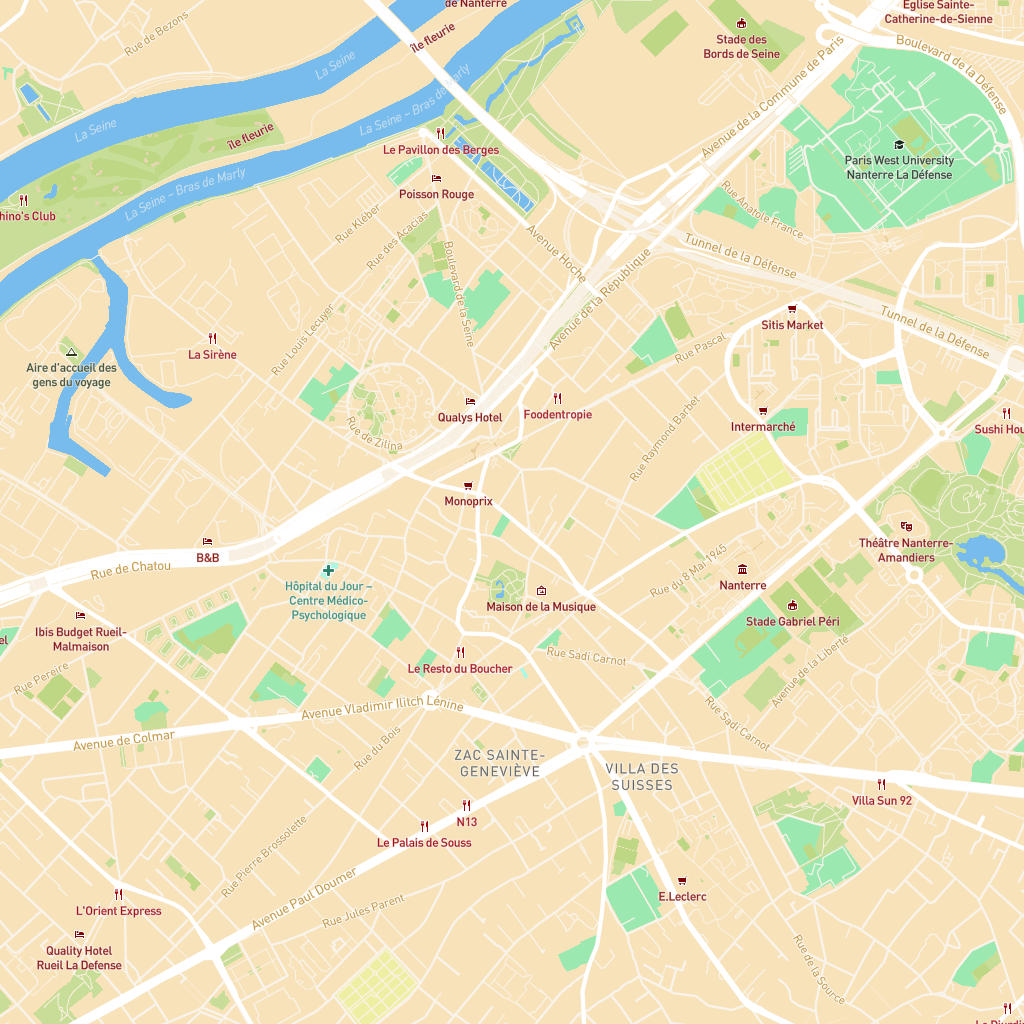 de Nanterre
Eglise Sainte-
Catherine-de-Sienne
Rue de Bezons
île fleurie
Stade des
Bords de Seine
Boulevard de la Défense
La Seine
Avenue de la Commune de Paris
La Seine
La Seine – Bras de Marly
île fleurie
Le Pavillon des Berges
Paris West University
Nanterre La Défense
La Seine – Bras de Marly
Poisson Rouge
hino's Club
Rue Kléber
Rue des Acacias
Rue Anatole France
Avenue Hoche
Tunnel de la Défense
Boulevard de la Seine
Avenue de la République
Rue Louis Lecuyer
Sitis Market
Tunnel de la Défense
La Sirène
Rue Pascal
Aire d'accueil des
gens du voyage
Qualys Hotel
Foodentropie
Rue Raymond Barbet
Intermarché
Sushi Hou
Rue de Zilina
Monoprix
B&B
Théâtre Nanterre-
Amandiers
Rue de Chatou
Rue du 8 Mai 1945
Nanterre
Hôpital du Jour –
Centre Médico-
Psychologique
Maison de la Musique
Stade Gabriel Péri
Ibis Budget Rueil-
Malmaison
el
Le Resto du Boucher
Rue Sadi Carnot
Avenue de la Liberté
Rue Pereire
Avenue Vladimir Ilitch Lénine
Rue Sadi Carnot
Avenue de Colmar
Rue du Bois
ZAC SAINTE-
GENEVIÈVE
VILLA DES
SUISSES
Villa Sun 92
N13
Le Palais de Souss
Rue Pierre Brossolette
Avenue Paul Doumer
E.Leclerc
L'Orient Express
Rue Jules Parent
Quality Hotel
Rueil La Defense
Rue de la Source